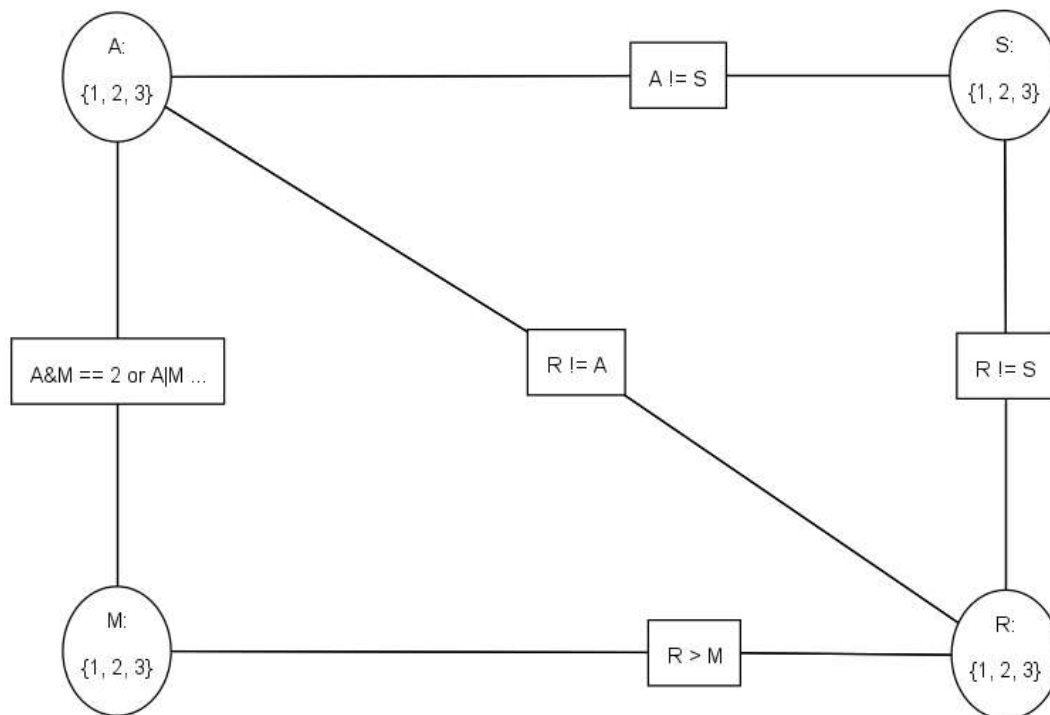 A:
{1, 2, 3}
A != S
S:
{1, 2, 3}
A&M == 2 or A|M ...
R != A
R != S
M:
{1, 2, 3}
R > M
R:
{1, 2, 3}